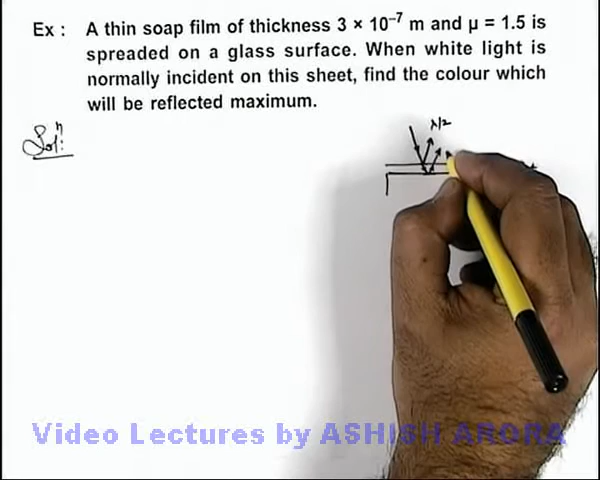 Ex : A thin soap film of thickness 3 × 10⁻⁷ m and μ = 1.5 is
spreaded on a glass surface. When white light is
normally incident on this sheet, find the colour which
will be reflected maximum.
Solⁿ:
λ/2
Video Lectures by ASHISH ARORA